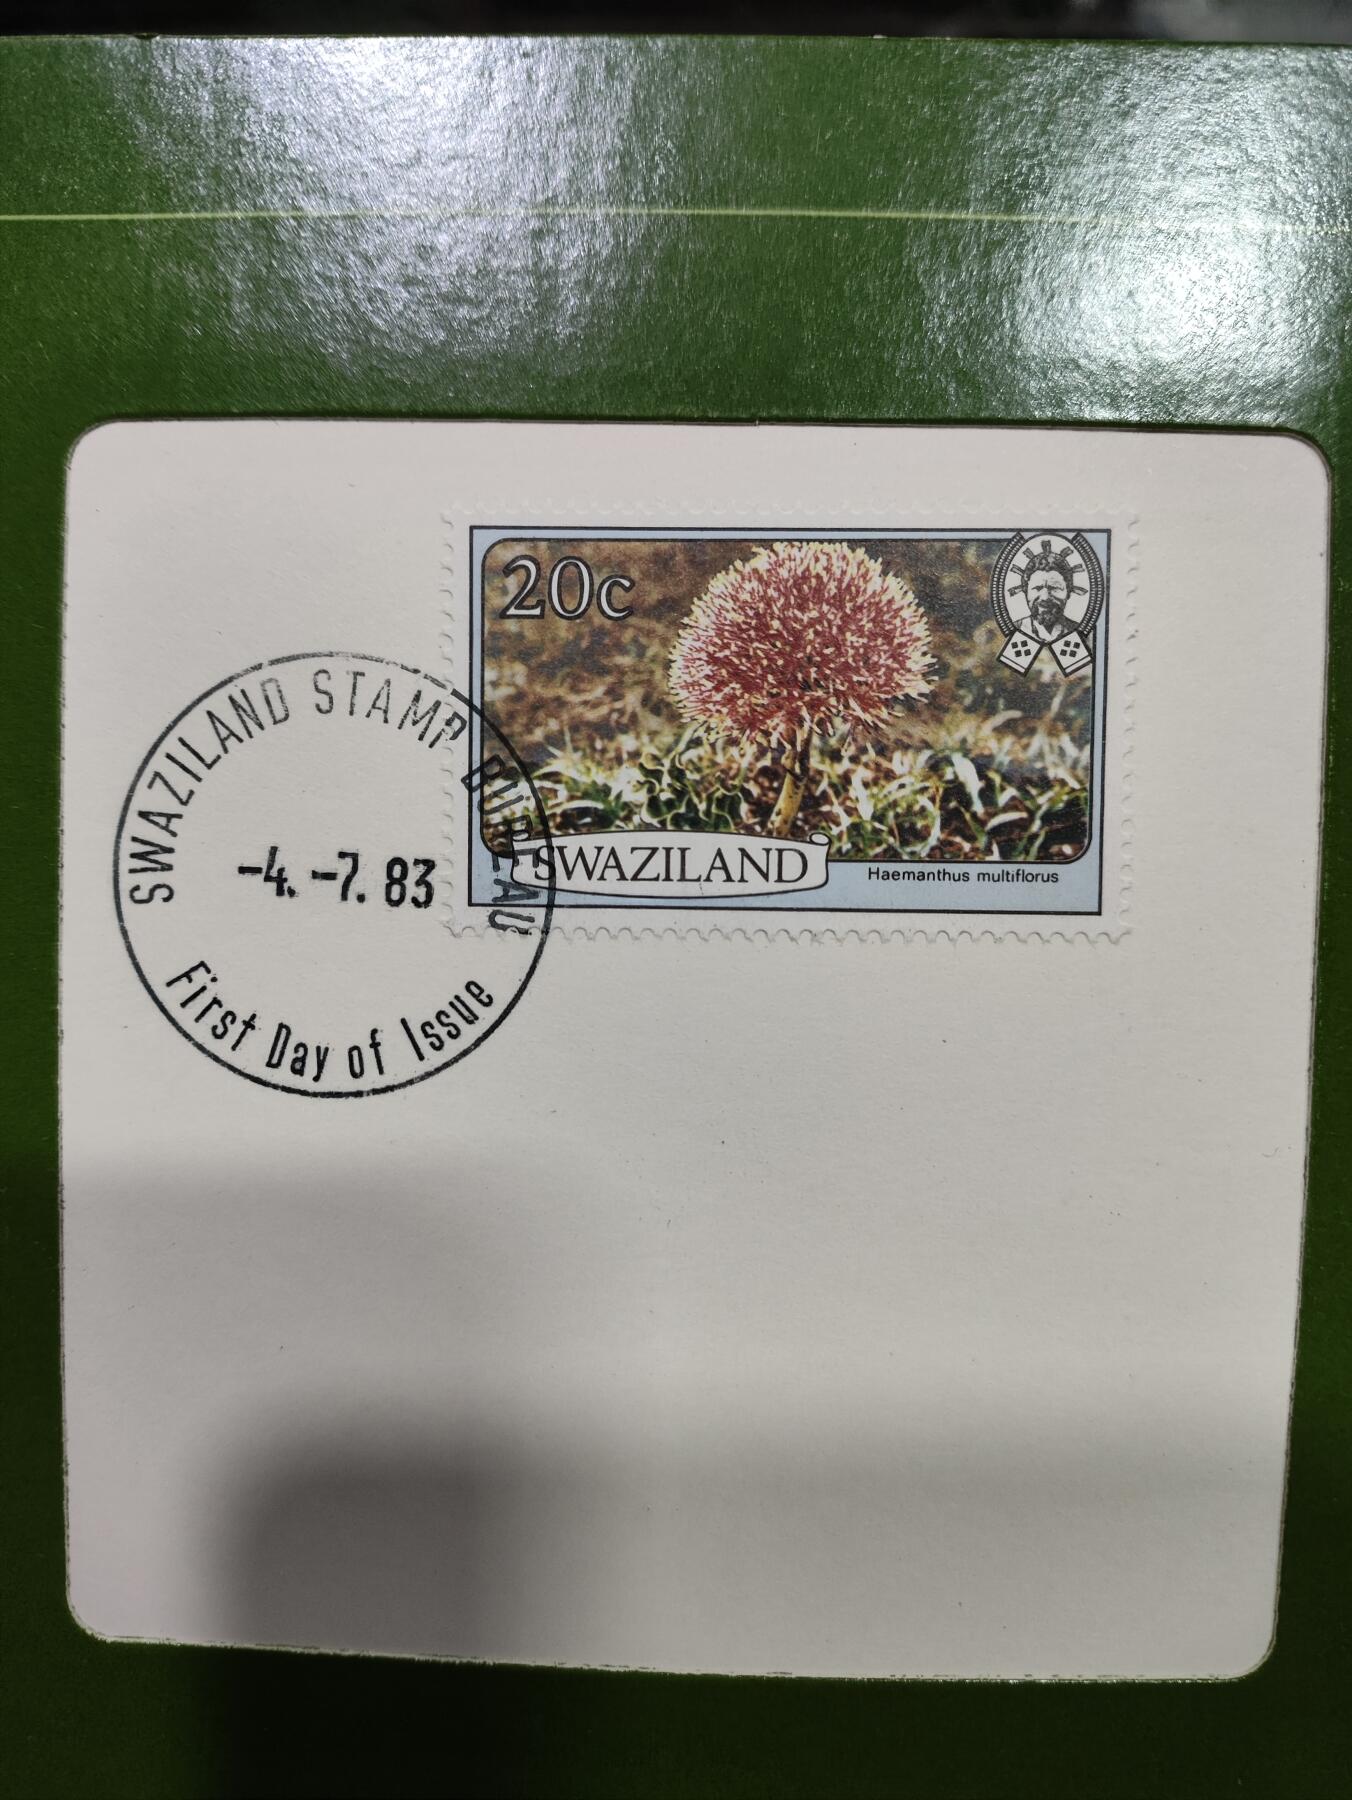 20c
SWAZILAND
Haemanthus multiflorus
SWAZILAND STAMP BUREAU
-4. -7. 83
First Day of Issue